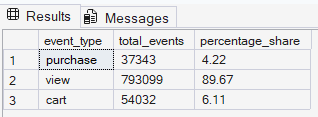 Results Messages
event_type total_events percentage_share
1 purchase 37343 4.22
2 view 793099 89.67
3 cart 54032 6.11